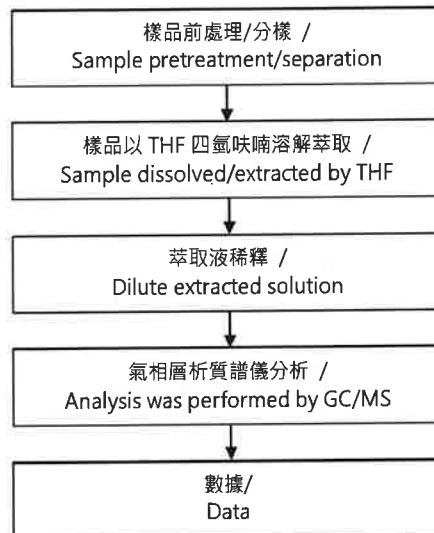 樣品前處理/分樣 /
Sample pretreatment/separation
樣品以 THF 四氫呋喃溶解萃取 /
Sample dissolved/extracted by THF
萃取液稀釋 /
Dilute extracted solution
氣相層析質譜儀分析 /
Analysis was performed by GC/MS
數據/
Data